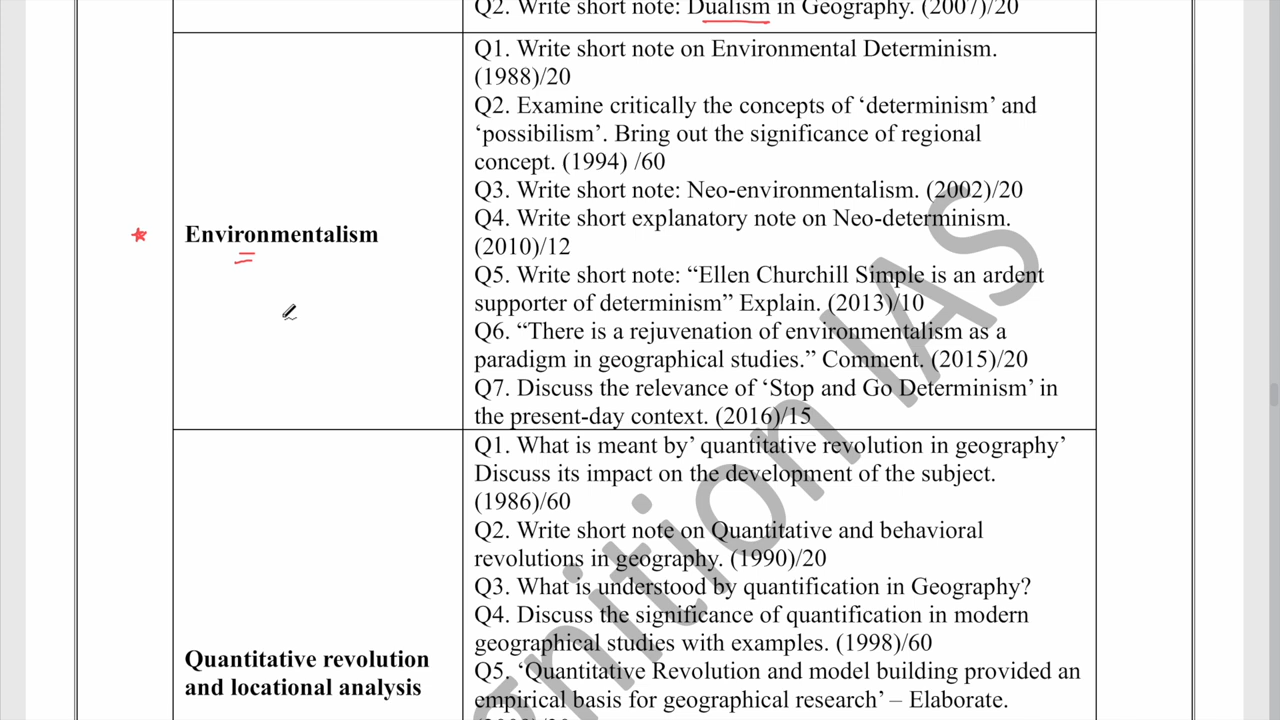 Q2. Write short note: Dualism in Geography. (2007)/20
Q1. Write short note on Environmental Determinism.
(1988)/20
Q2. Examine critically the concepts of ‘determinism’ and
‘possibilism’. Bring out the significance of regional
concept. (1994) /60
Q3. Write short note: Neo-environmentalism. (2002)/20
Q4. Write short explanatory note on Neo-determinism.
(2010)/12
Environmentalism
Q5. Write short note: “Ellen Churchill Simple is an ardent
supporter of determinism” Explain. (2013)/10
Q6. “There is a rejuvenation of environmentalism as a
paradigm in geographical studies.” Comment. (2015)/20
Q7. Discuss the relevance of ‘Stop and Go Determinism’ in
the present-day context. (2016)/15
Q1. What is meant by’ quantitative revolution in geography’
Discuss its impact on the development of the subject.
(1986)/60
Q2. Write short note on Quantitative and behavioral
revolutions in geography. (1990)/20
Q3. What is understood by quantification in Geography?
Q4. Discuss the significance of quantification in modern
geographical studies with examples. (1998)/60
Quantitative revolution
and locational analysis
Q5. ‘Quantitative Revolution and model building provided an
empirical basis for geographical research’ – Elaborate.
gnition IAS